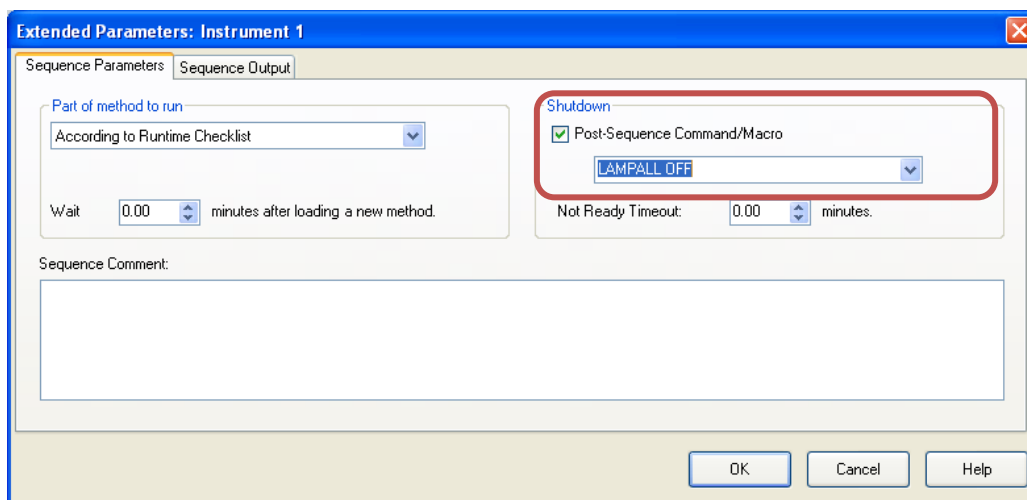 Extended Parameters: Instrument 1
Sequence Parameters
Sequence Output
Part of method to run
According to Runtime Checklist
Wait 0.00 minutes after loading a new method.
Shutdown
Post-Sequence Command/Macro
LAMPALL OFF
Not Ready Timeout: 0.00 minutes.
Sequence Comment:
OK
Cancel
Help